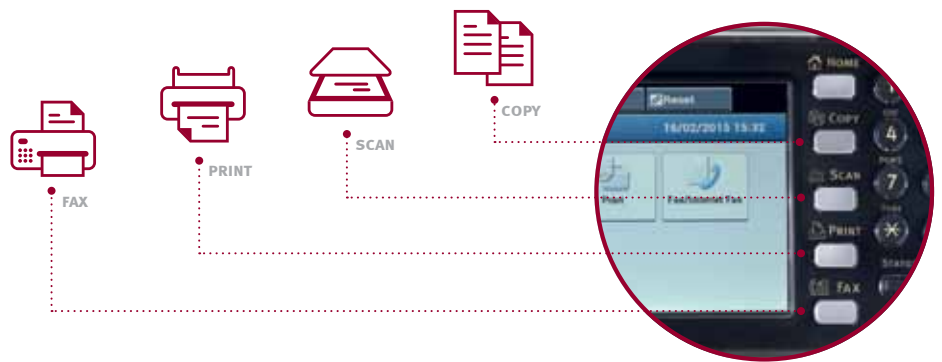 COPY
SCAN
PRINT
FAX
HOME
Reset
16/02/2015 15:32
COPY
4
Print
Fax/Internet Fax
SCAN
7
PRINT
FAX